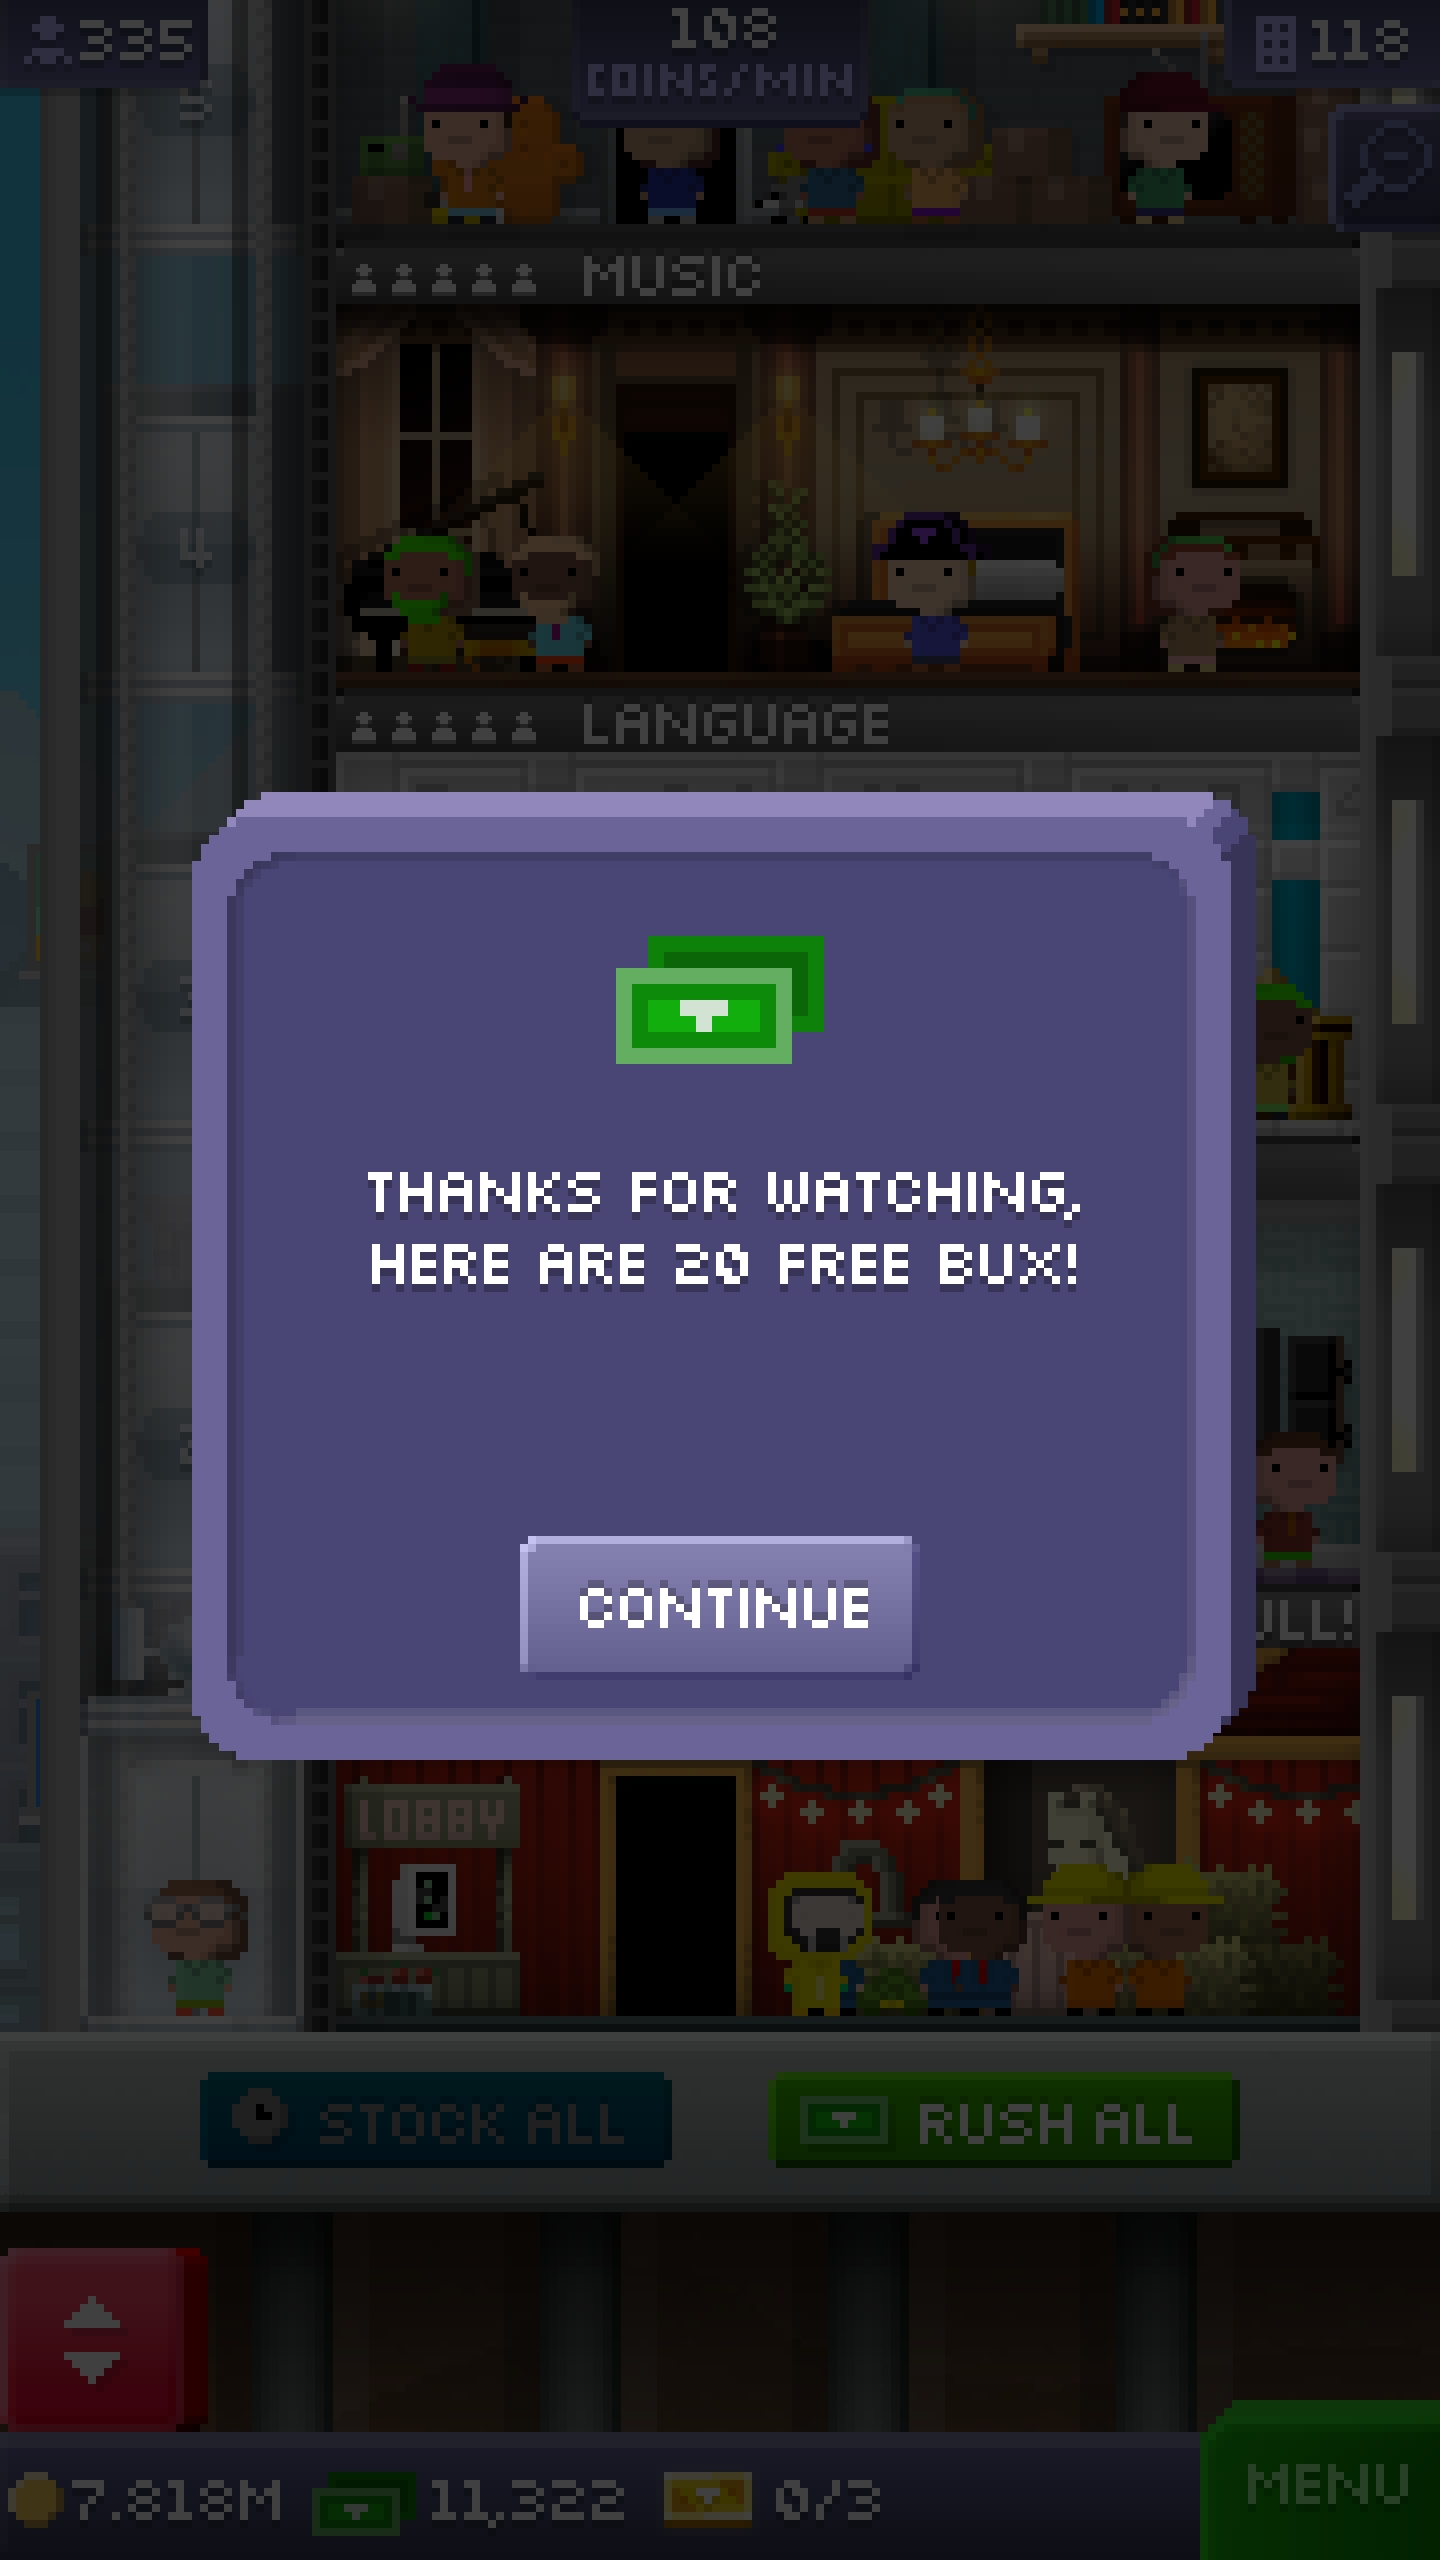 335
108
COINS/MIN
118
5
MUSIC
4
LANGUAGE
THANKS FOR WATCHING,
HERE ARE 20 FREE BUX!
CONTINUE
LOBBY
STOCK ALL
RUSH ALL
7.818M
11,322
0/3
MENU